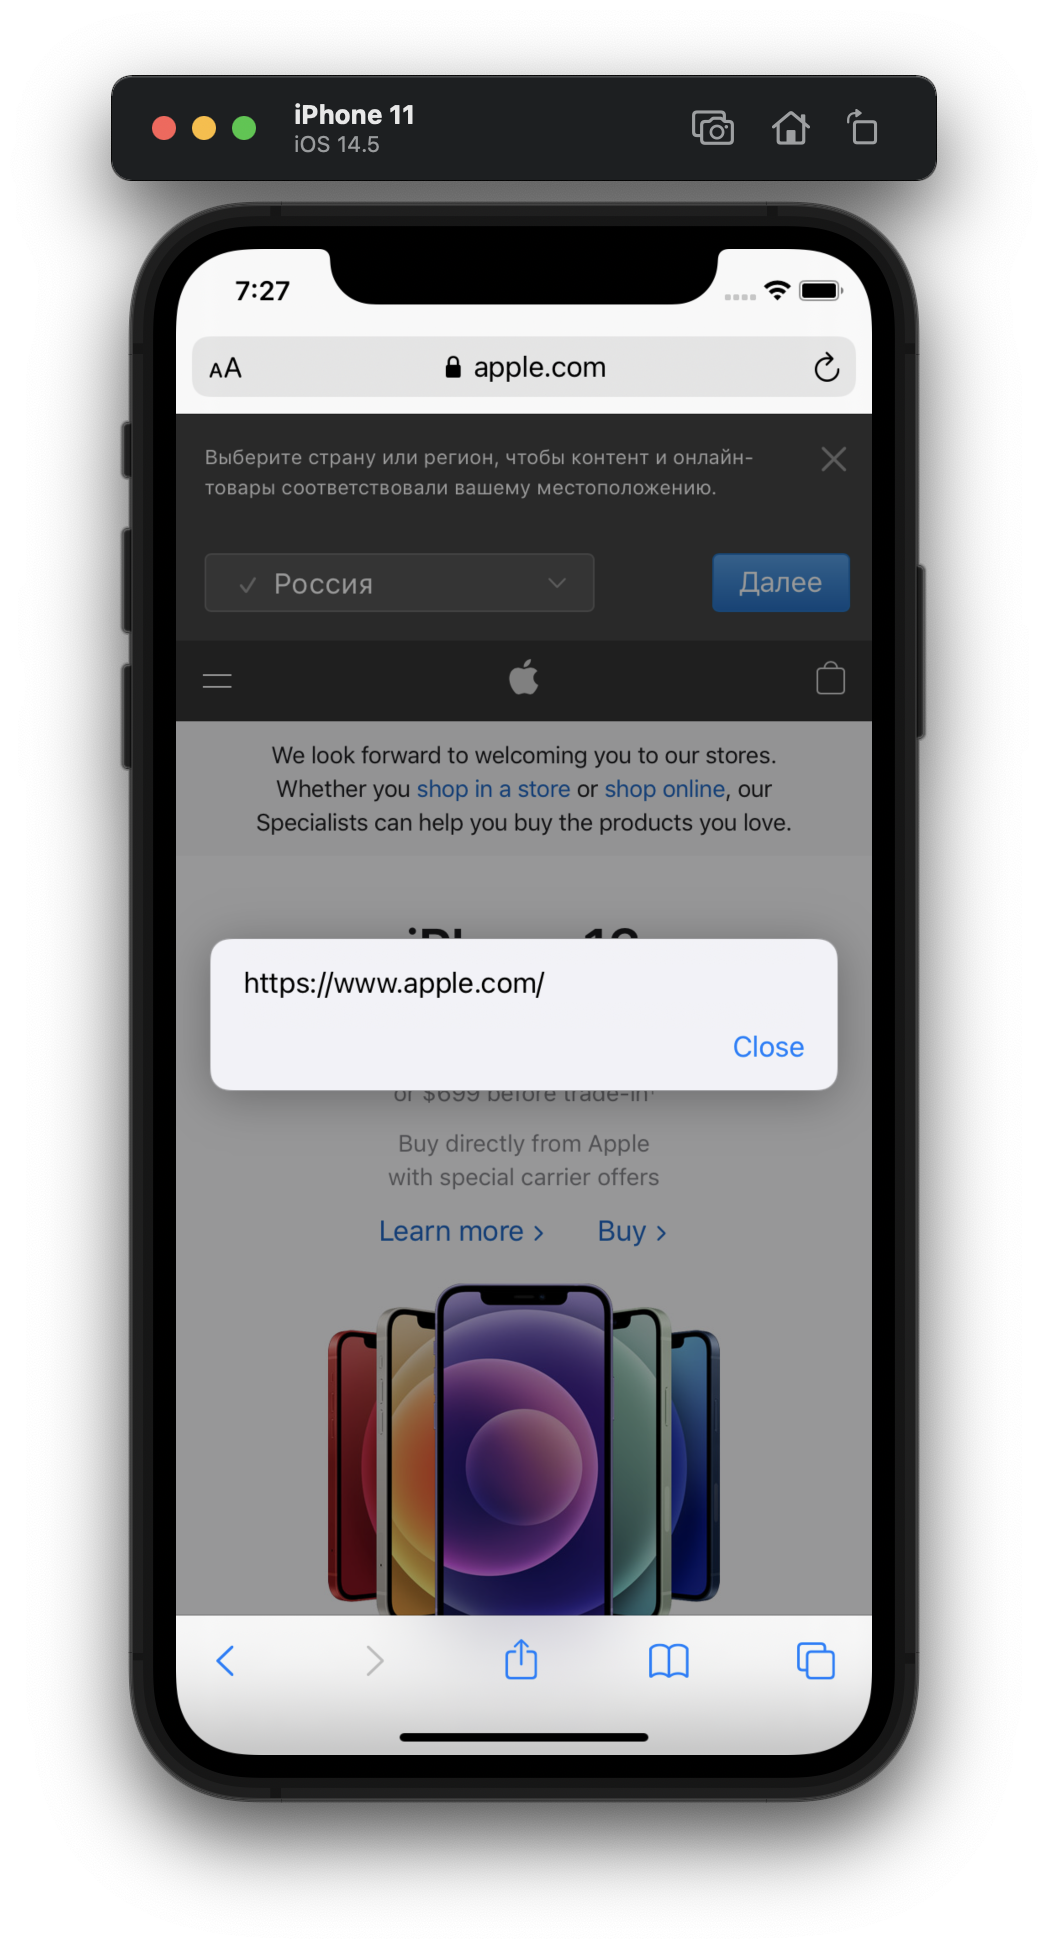 iPhone 11
iOS 14.5
7:27
AA
apple.com
Выберите страну или регион, чтобы контент и онлайн-
товары соответствовали вашему местоположению.
Россия
Далее
We look forward to welcoming you to our stores.
Whether you shop in a store or shop online, our
Specialists can help you buy the products you love.
https://www.apple.com/
Close
or $699 before trade-in
Buy directly from Apple
with special carrier offers
Learn more >
Buy >